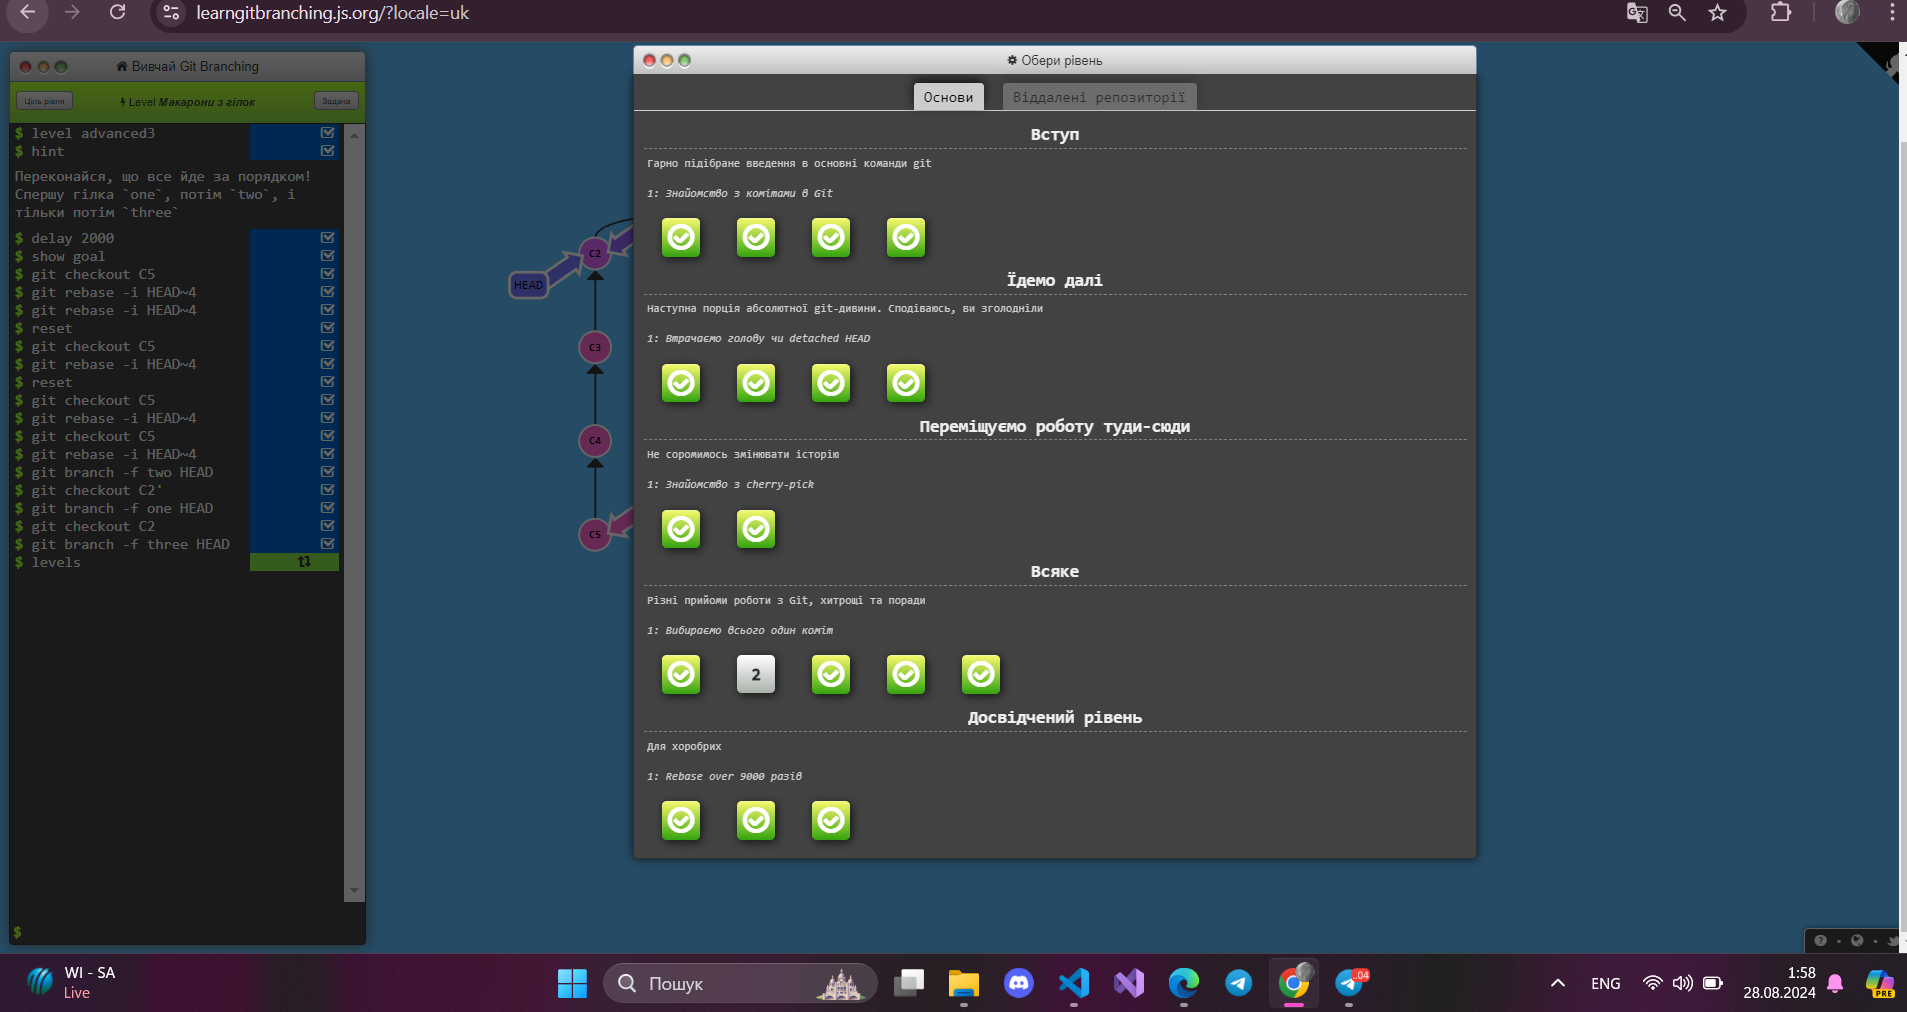 learngitbranching.js.org/?locale=uk
Вивчай Git Branching
Ціль рівня
Level Макарони з гілок
Задача
$ level advanced3
$ hint
Переконайся, що все йде за порядком!
Спершу гілка `one`, потім `two`, і
тільки потім `three`
$ delay 2000
$ show goal
$ git checkout C5
$ git rebase -i HEAD~4
$ git rebase -i HEAD~4
$ reset
$ git checkout C5
$ git rebase -i HEAD~4
$ reset
$ git checkout C5
$ git rebase -i HEAD~4
$ git checkout C5
$ git rebase -i HEAD~4
$ git branch -f two HEAD
$ git checkout C2'
$ git branch -f one HEAD
$ git checkout C2
$ git branch -f three HEAD
$ levels
$
HEAD
C2
C3
C4
C5
Обери рівень
Основи
Віддалені репозиторії
Вступ
Гарно підібране введення в основні команди git
1: Знайомство з комітами в Git
Їдемо далі
Наступна порція абсолютної git-дивини. Сподіваюсь, ви зголодніли
1: Втрачаємо голову чи detached HEAD
Переміщуємо роботу туди-сюди
Не соромимось змінювати історію
1: Знайомство з cherry-pick
Всяке
Різні прийоми роботи з Git, хитрощі та поради
1: Вибираємо всього один коміт
2
Досвідчений рівень
Для хоробрих
1: Rebase over 9000 разів
WI - SA
Live
Пошук
..04
ENG
1:58
28.08.2024
PRE